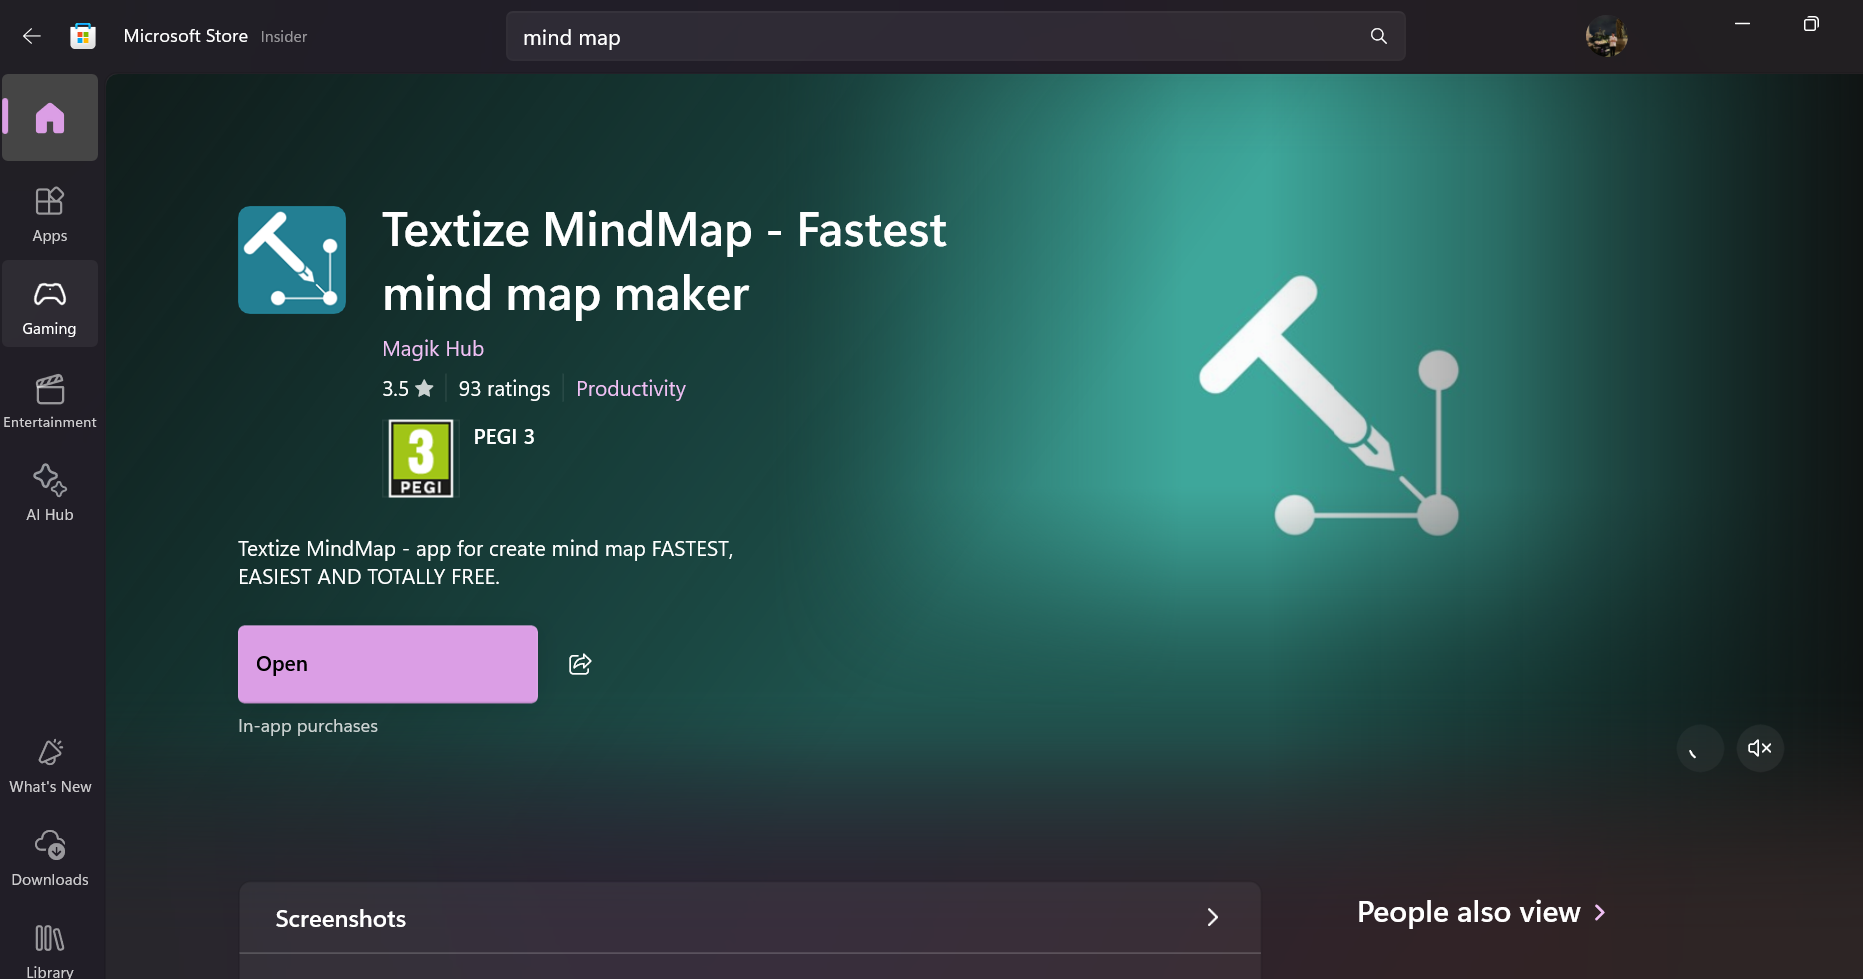 Microsoft Store Insider
mind map
Apps
Gaming
Entertainment
AI Hub
What's New
Downloads
Library
Textize MindMap - Fastest
mind map maker
Magik Hub
3.5 93 ratings Productivity
3
PEGI
PEGI 3
Textize MindMap - app for create mind map FASTEST,
EASIEST AND TOTALLY FREE.
Open
In-app purchases
Screenshots
People also view